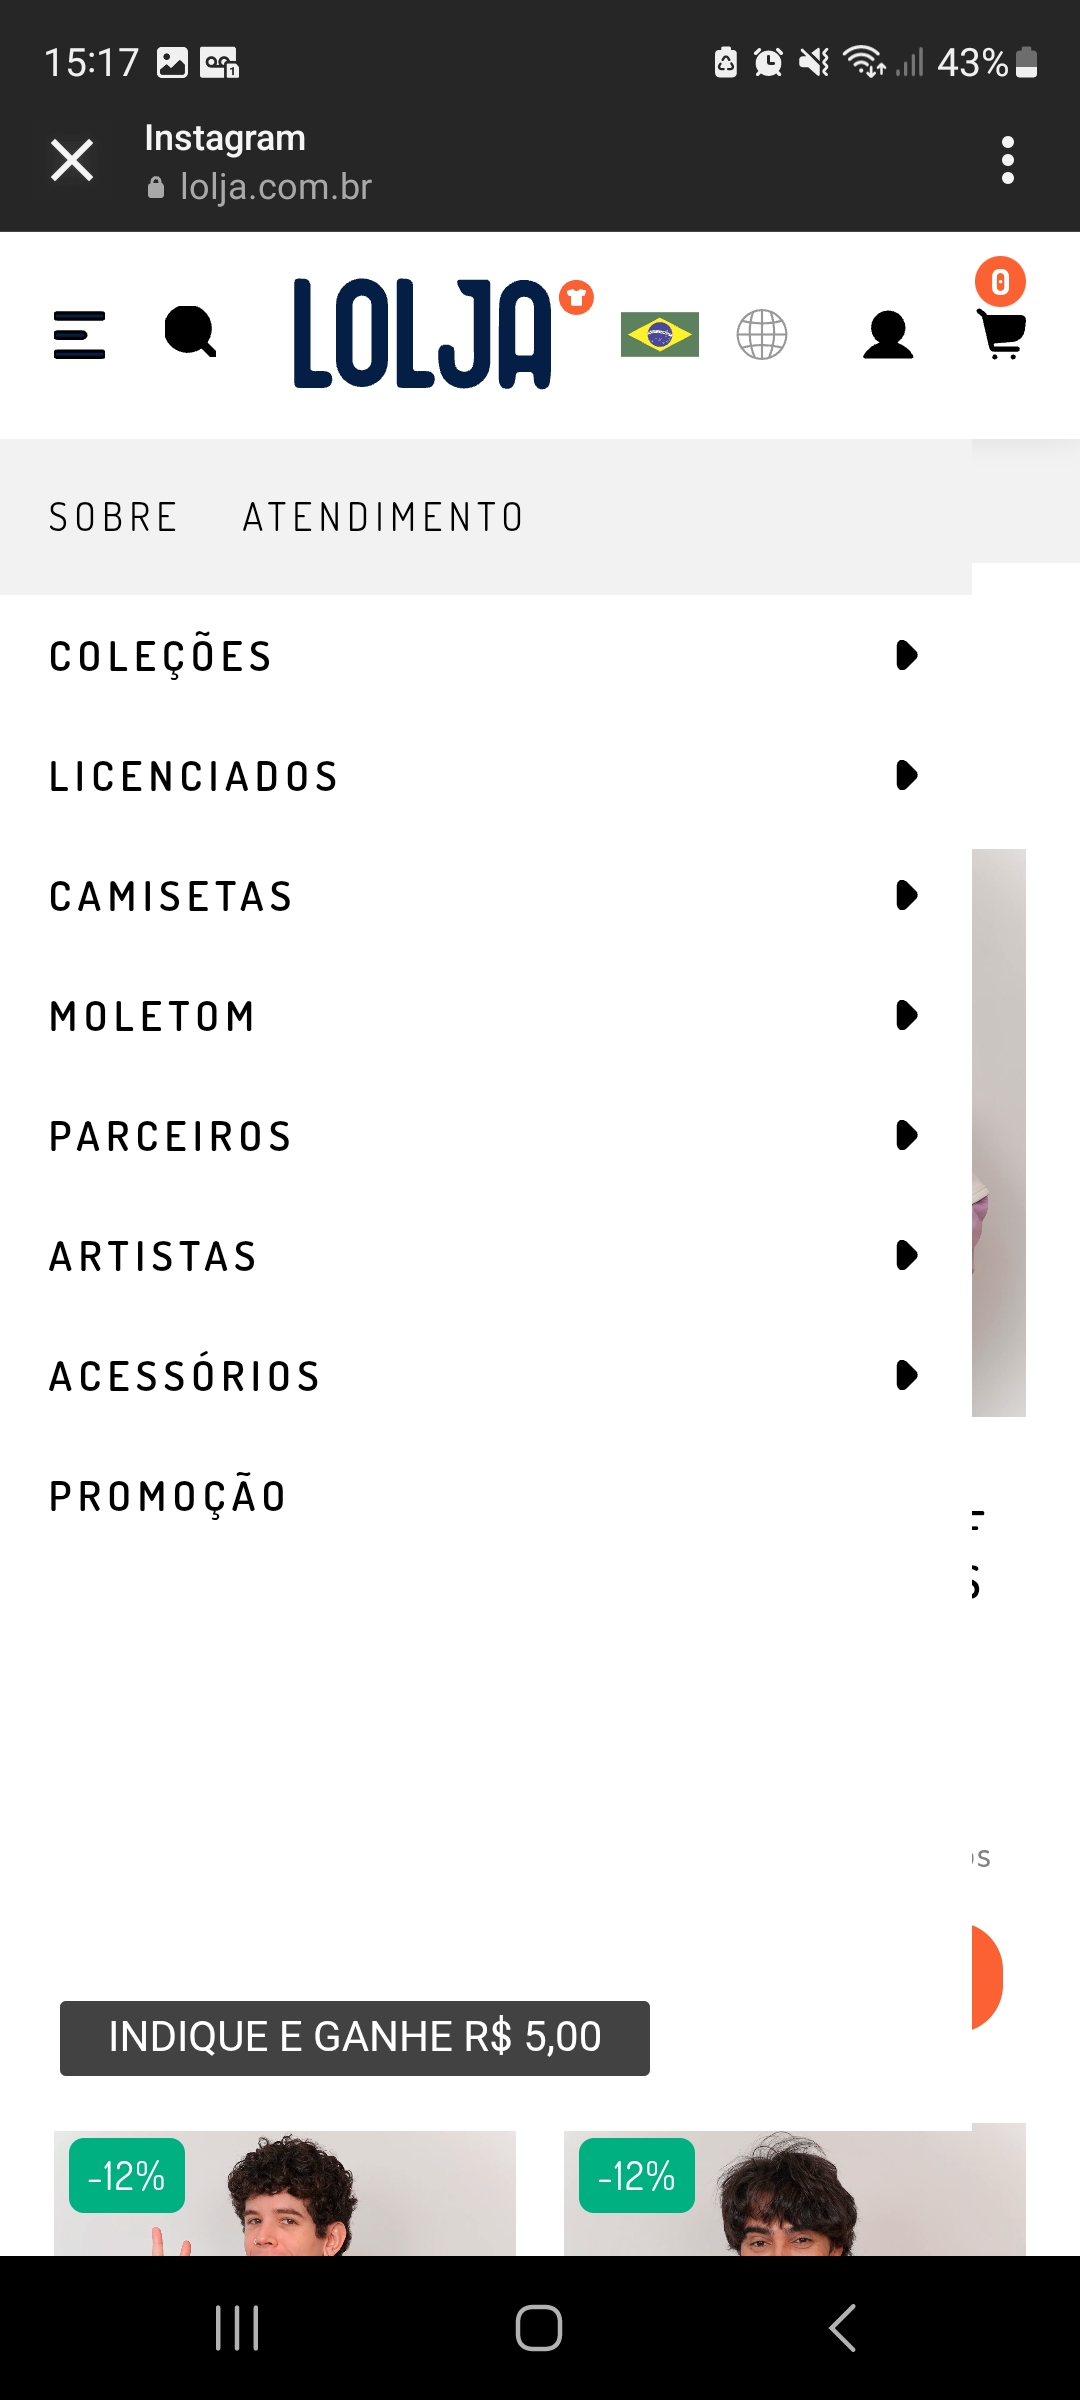 15:17
43%
Instagram
lolja.com.br
LOLJA
0
SOBRE ATENDIMENTO
COLEÇÕES
LICENCIADOS
CAMISETAS
MOLETOM
PARCEIROS
ARTISTAS
ACESSÓRIOS
PROMOÇÃO
S
os
INDIQUE E GANHE R$ 5,00
-12% -12%